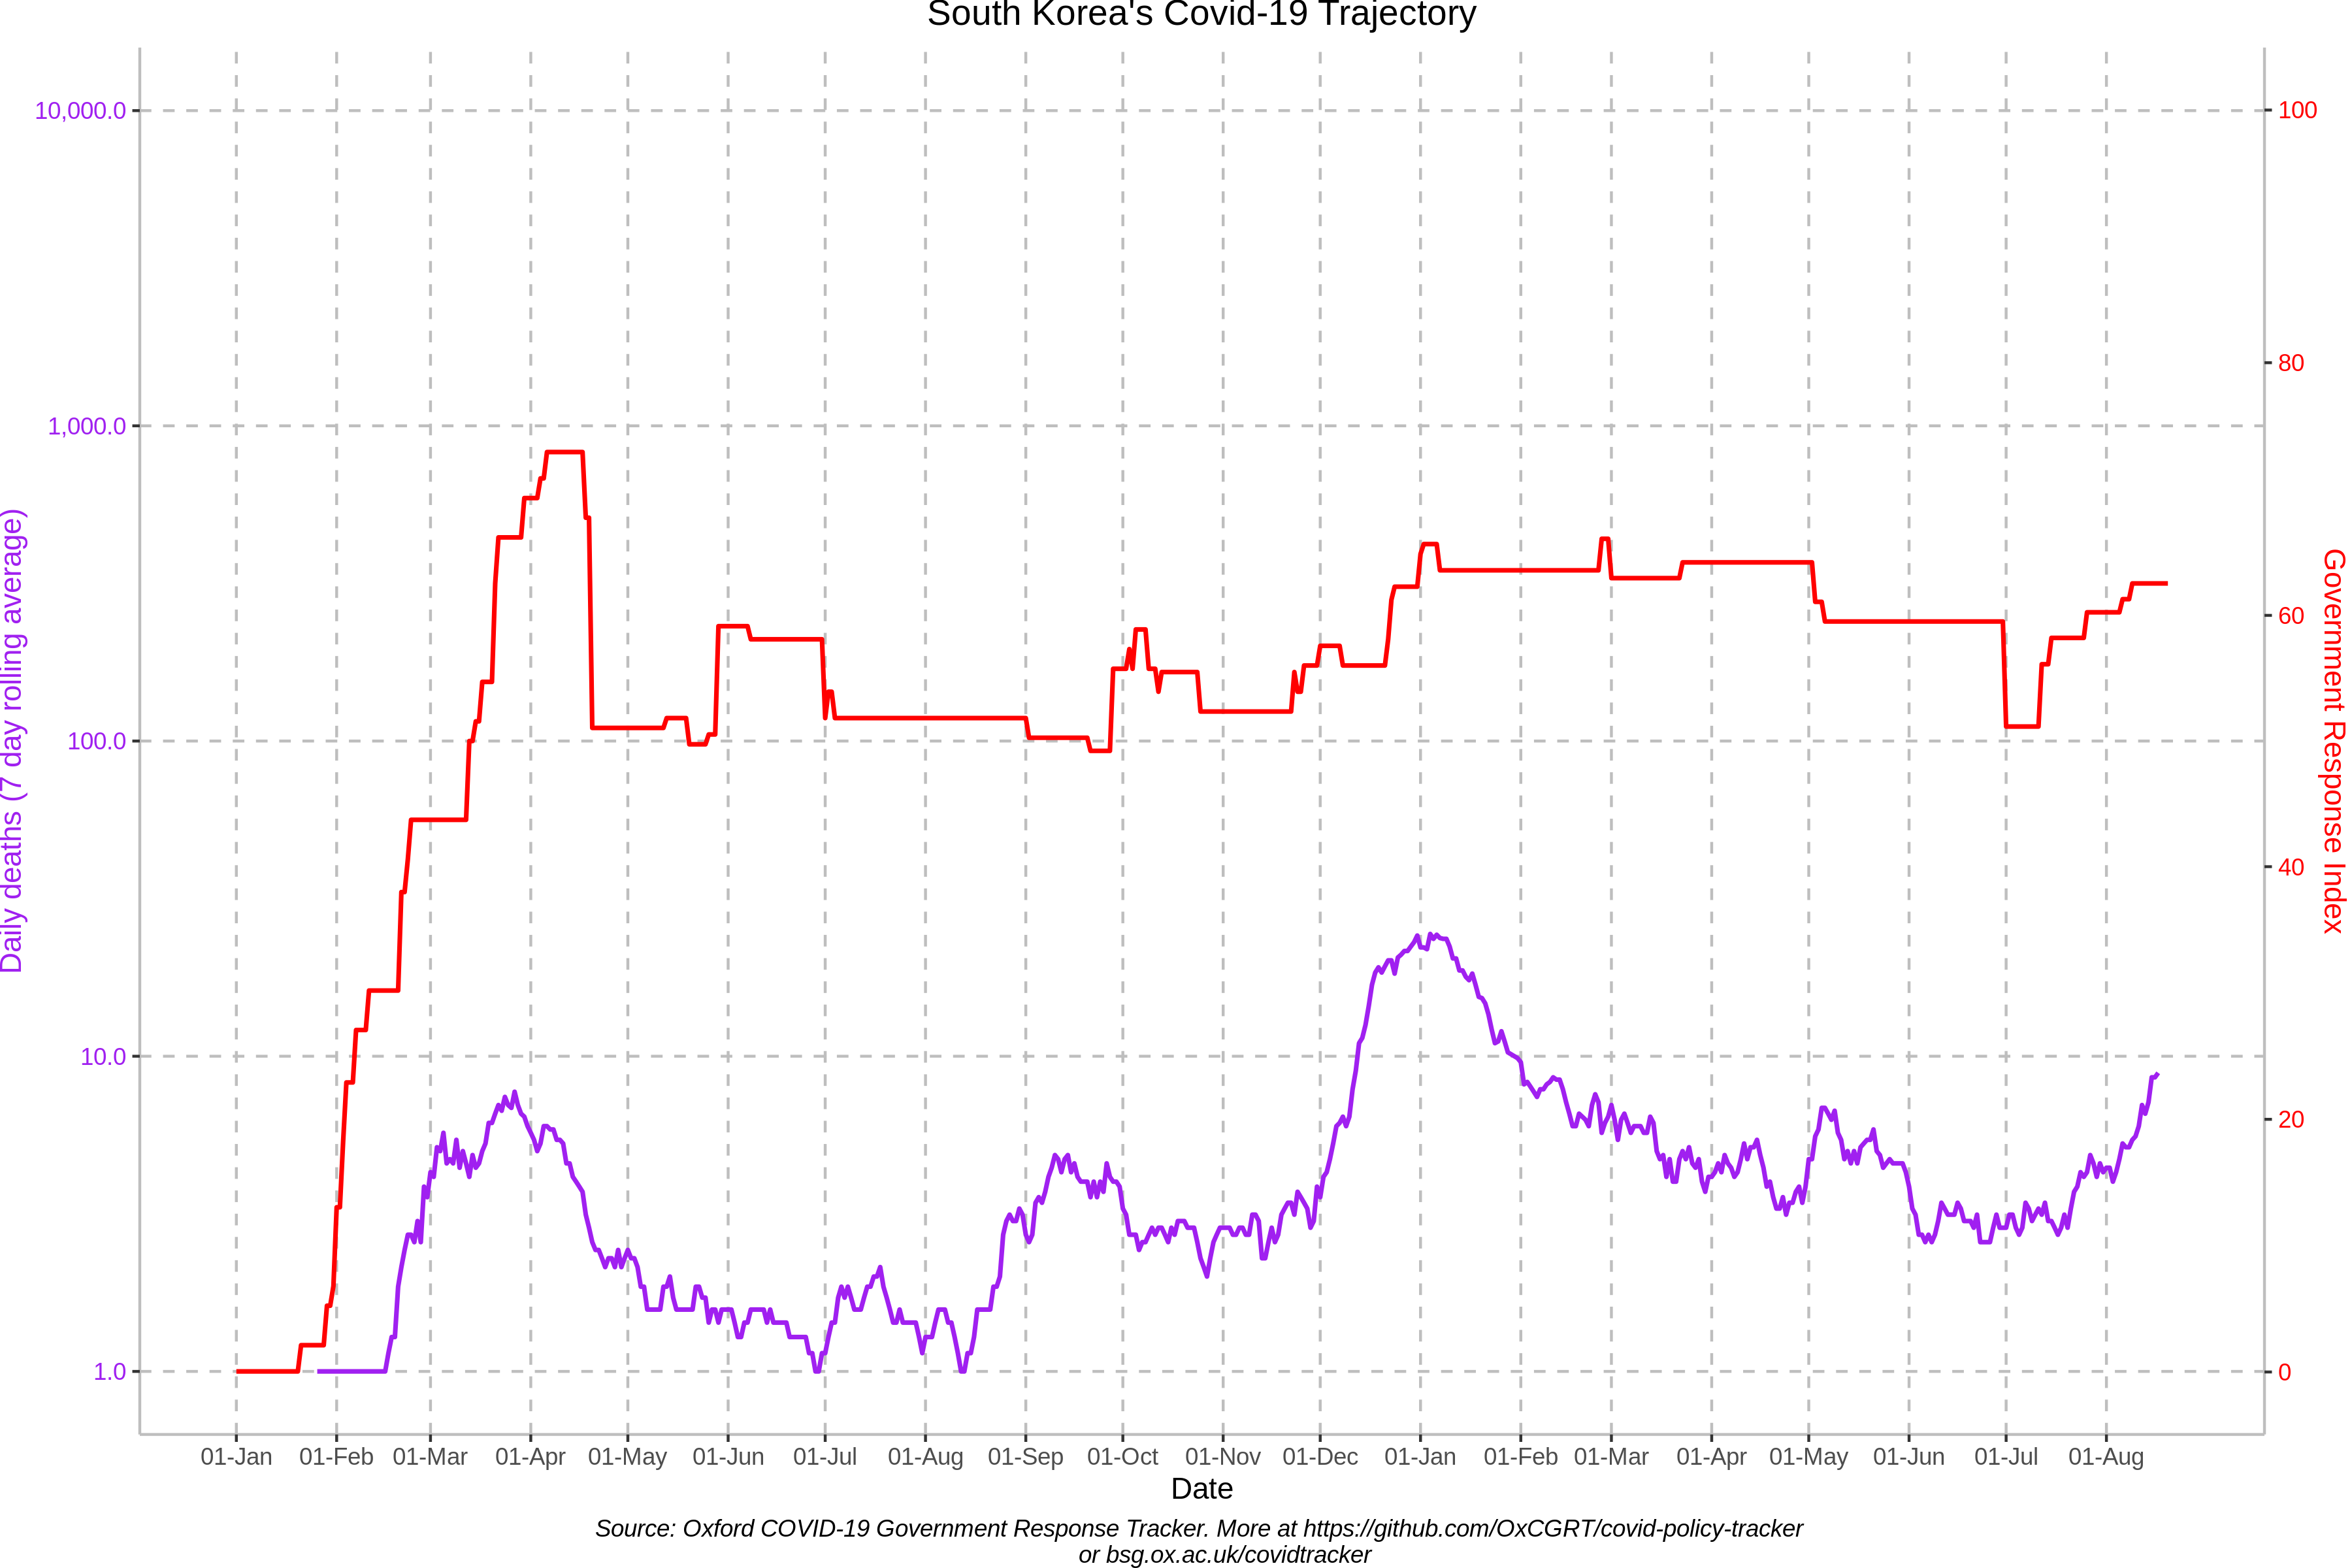 South Korea's Covid-19 Trajectory
10,000.0
1,000.0
100.0
10.0
1.0
Daily deaths (7 day rolling average)
100
80
60
40
20
0
Government Response Index
01-Jan 01-Feb 01-Mar 01-Apr 01-May 01-Jun 01-Jul 01-Aug 01-Sep 01-Oct 01-Nov 01-Dec 01-Jan 01-Feb 01-Mar 01-Apr 01-May 01-Jun 01-Jul 01-Aug
Date
Source: Oxford COVID-19 Government Response Tracker. More at https://github.com/OxCGRT/covid-policy-tracker
or bsg.ox.ac.uk/covidtracker